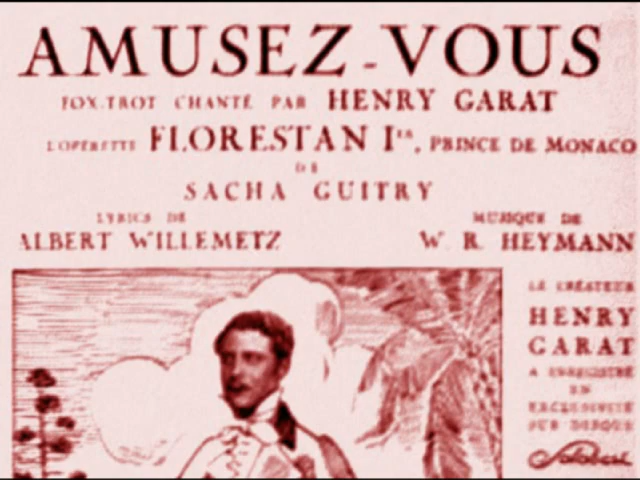 AMUSEZ-VOUS
FOX-TROT CHANTÉ PAR HENRY GARAT
L'OPÉRETTE FLORESTAN IER, PRINCE DE MONACO
DE
SACHA GUITRY
LYRICS DE
ALBERT WILLEMETZ
MUSIQUE DE
W. R. HEYMANN
LE CRÉATEUR
HENRY
GARAT
A ENREGISTRÉ
EN
EXCLUSIVITÉ
SUR DISQUE
Salabert